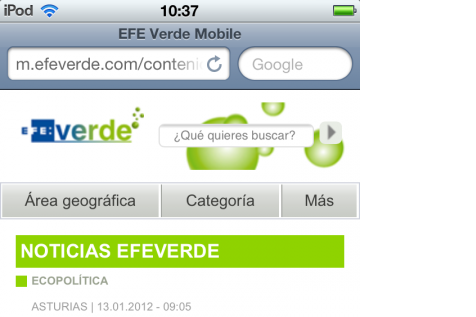 iPod 10:37
EFE Verde Mobile
m.efeverde.com/conteni Google
EFE: verde
¿Qué quieres buscar?
Área geográfica Categoría Más
NOTICIAS EFEVERDE
ECOPOLÍTICA
ASTURIAS | 13.01.2012 - 09:05